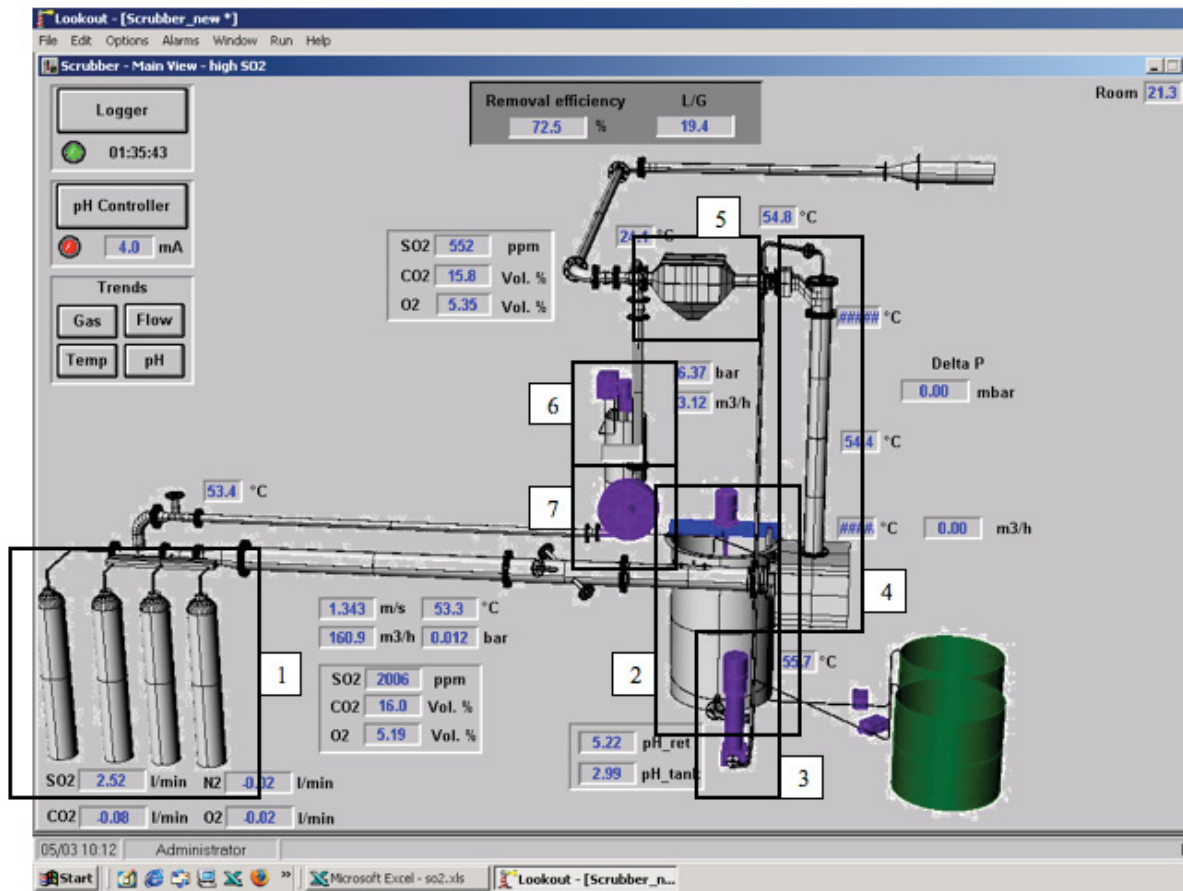 Lookout - [Scrubber_new *]
File Edit Options Alarms Window Run Help
Scrubber - Main View - high SO2
Room 21.3
Logger
01:35:43
pH Controller
4.0 mA
Trends
Gas Flow
Temp pH
Removal efficiency L/G
72.5 % 19.4
SO2 552 ppm
CO2 15.8 Vol. %
O2 5.35 Vol. %
5
24.1 °C
54.8 °C
##### °C
Delta P
0.00 mbar
6
6.37 bar
3.12 m3/h
54.4 °C
7
53.4 °C
#### °C 0.00 m3/h
4
1.343 m/s 53.3 °C
160.9 m3/h 0.012 bar
1
2
55.7 °C
SO2 2006 ppm
CO2 16.0 Vol. %
O2 5.19 Vol. %
5.22 pH_ret
2.99 pH_tank
3
SO2 2.52 l/min N2 -0.02 l/min
CO2 -0.08 l/min O2 -0.02 l/min
05/03 10:12 Administrator
Start » Microsoft Excel - so2.xls Lookout - [Scrubber_n...